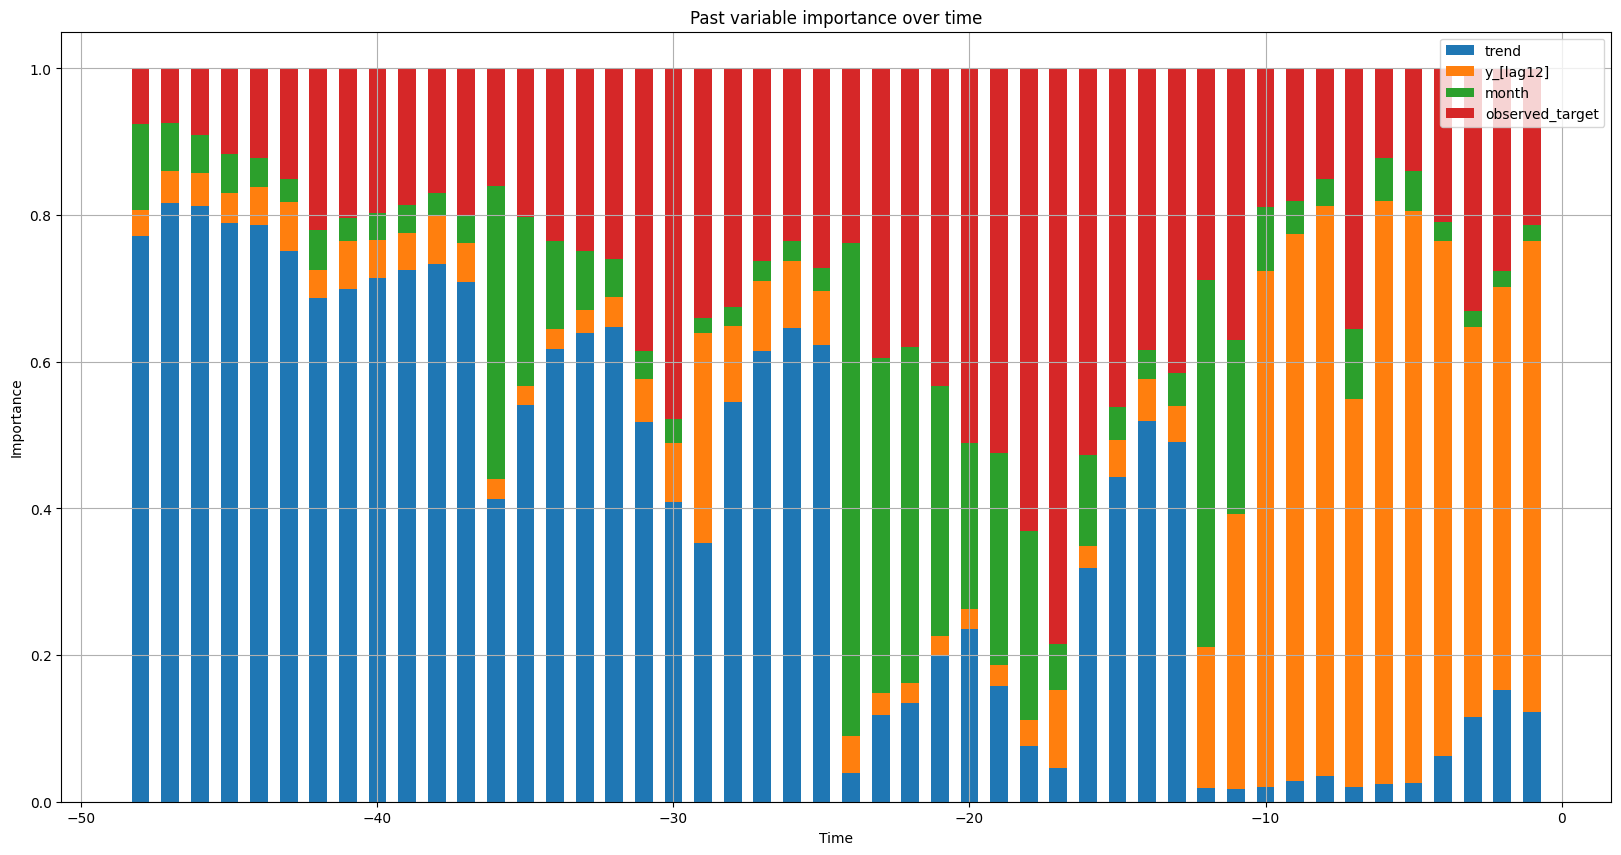 Past variable importance over time
trend
y_[lag12]
month
observed_target
1.0
0.8
0.6
0.4
0.2
0.0
Importance
−50
−40
−30
−20
−10
0
Time